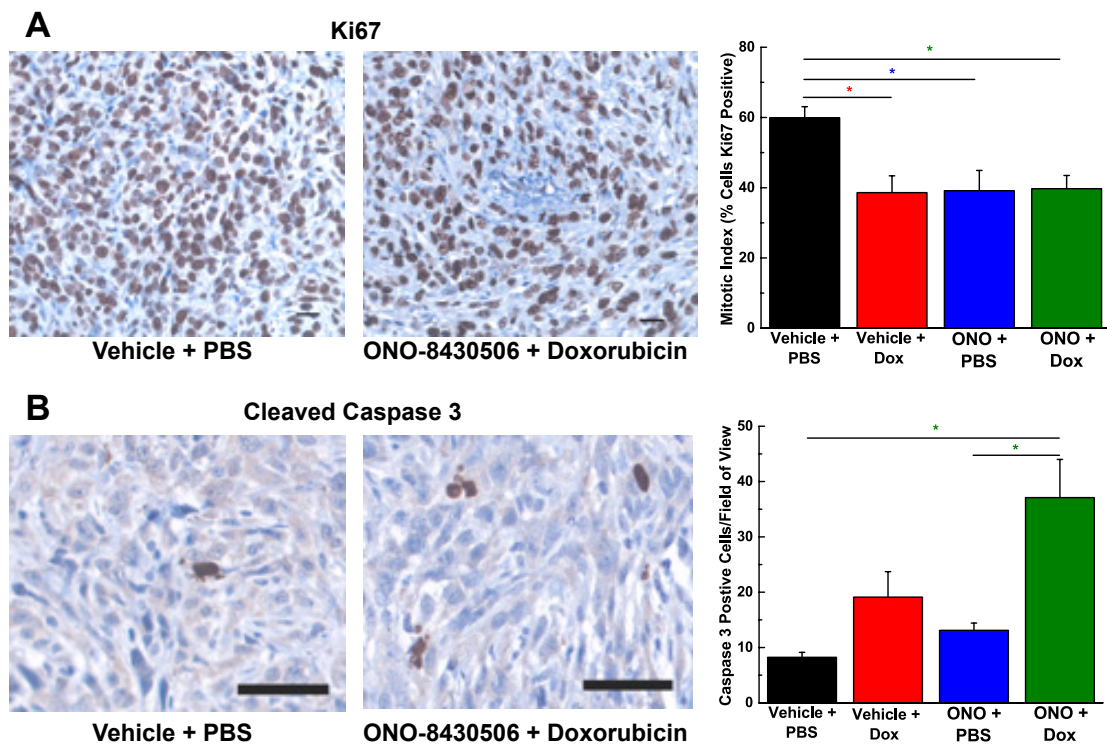 A
Ki67
Vehicle + PBS
ONO-8430506 + Doxorubicin
Mitotic Index (% Cells Ki67 Positive)
80
60
40
20
0
*
*
*
Vehicle +
PBS
Vehicle +
Dox
ONO +
PBS
ONO +
Dox
B
Cleaved Caspase 3
Vehicle + PBS
ONO-8430506 + Doxorubicin
Caspase 3 Postive Cells/Field of View
50
40
30
20
10
0
*
*
Vehicle +
PBS
Vehicle +
Dox
ONO +
PBS
ONO +
Dox